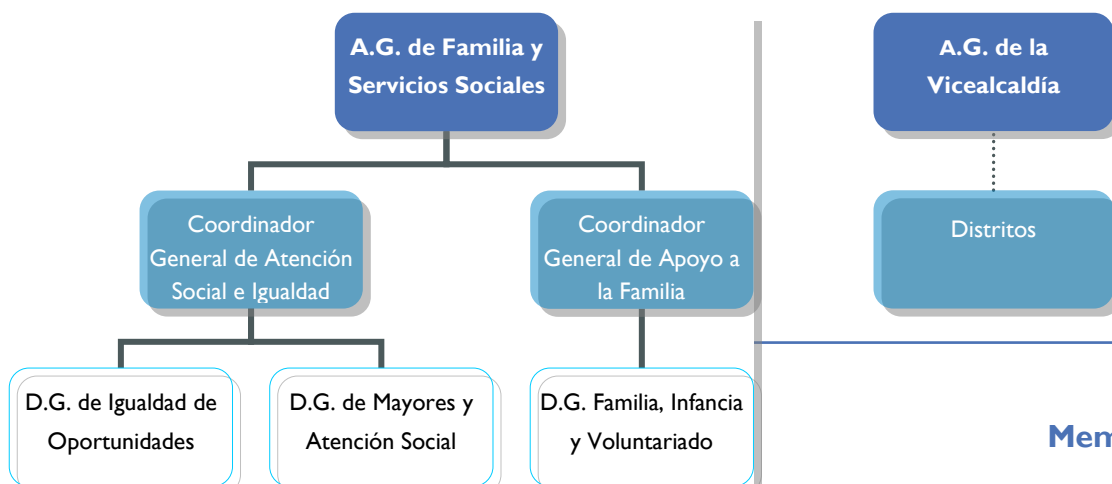 A.G. de Familia y
Servicios Sociales
A.G. de la
Vicealcaldía
Coordinador
General de Atención
Social e Igualdad
Coordinador
General de Apoyo a
la Familia
Distritos
D.G. de Igualdad de
Oportunidades
D.G. de Mayores y
Atención Social
D.G. Familia, Infancia
y Voluntariado
Mem